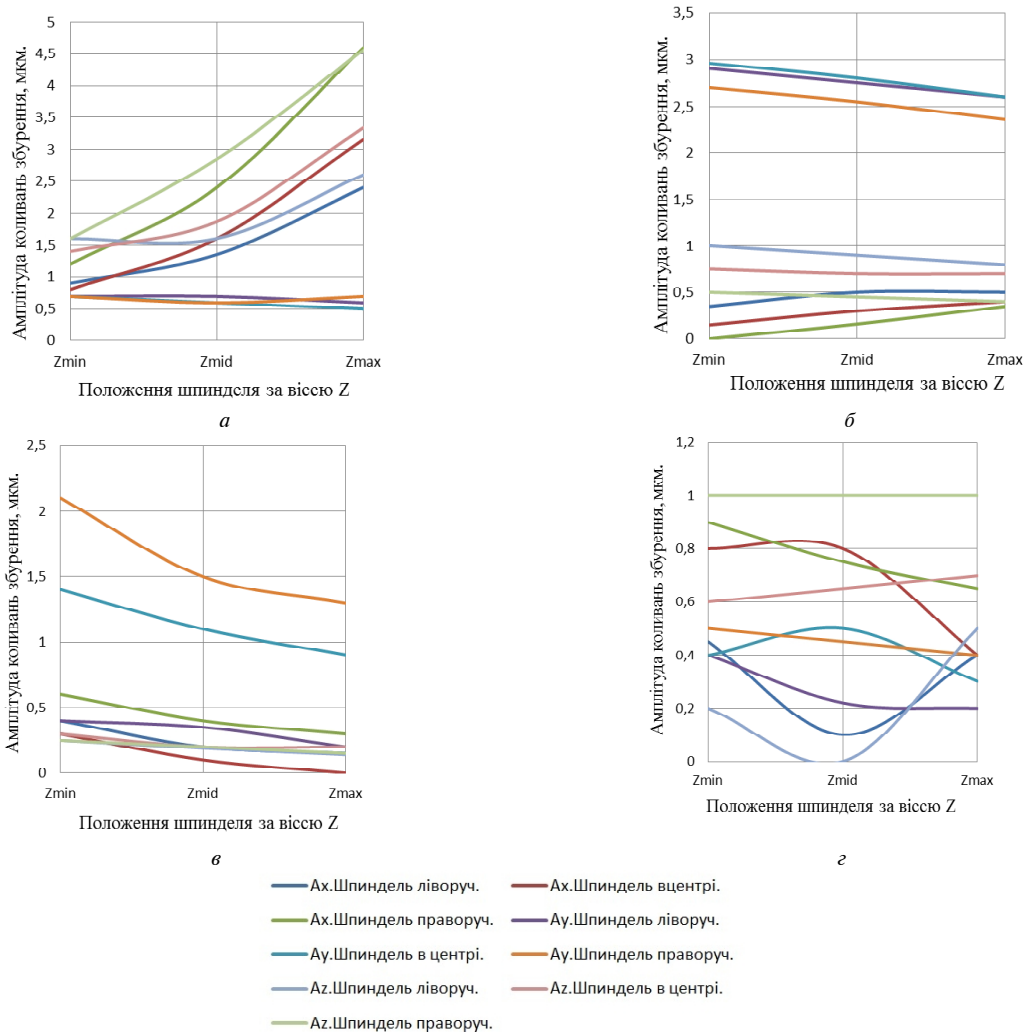 Амплітуда коливань збурення, мкм.
5
4,5
4
3,5
3
2,5
2
1,5
1
0,5
0
Zmin
Zmid
Zmax
Положення шпинделя за віссю Z
а
Амплітуда коливань збурення, мкм.
3,5
3
2,5
2
1,5
1
0,5
0
Zmin
Zmid
Zmax
Положення шпинделя за віссю Z
б
Амплітуда коливань збурення, мкм.
2,5
2
1,5
1
0,5
0
Zmin
Zmid
Zmax
Положення шпинделя за віссю Z
в
Амплітуда коливань збурення, мкм.
1,2
1
0,8
0,6
0,4
0,2
0
Zmin
Zmid
Zmax
Положення шпинделя за віссю Z
г
Ах.Шпиндель ліворуч.
Ах.Шпиндель вцентрі.
Ах.Шпиндель праворуч.
Ау.Шпиндель ліворуч.
Ау.Шпиндель в центрі.
Ау.Шпиндель праворуч.
Az.Шпиндель ліворуч.
Az.Шпиндель в центрі.
Az.Шпиндель праворуч.